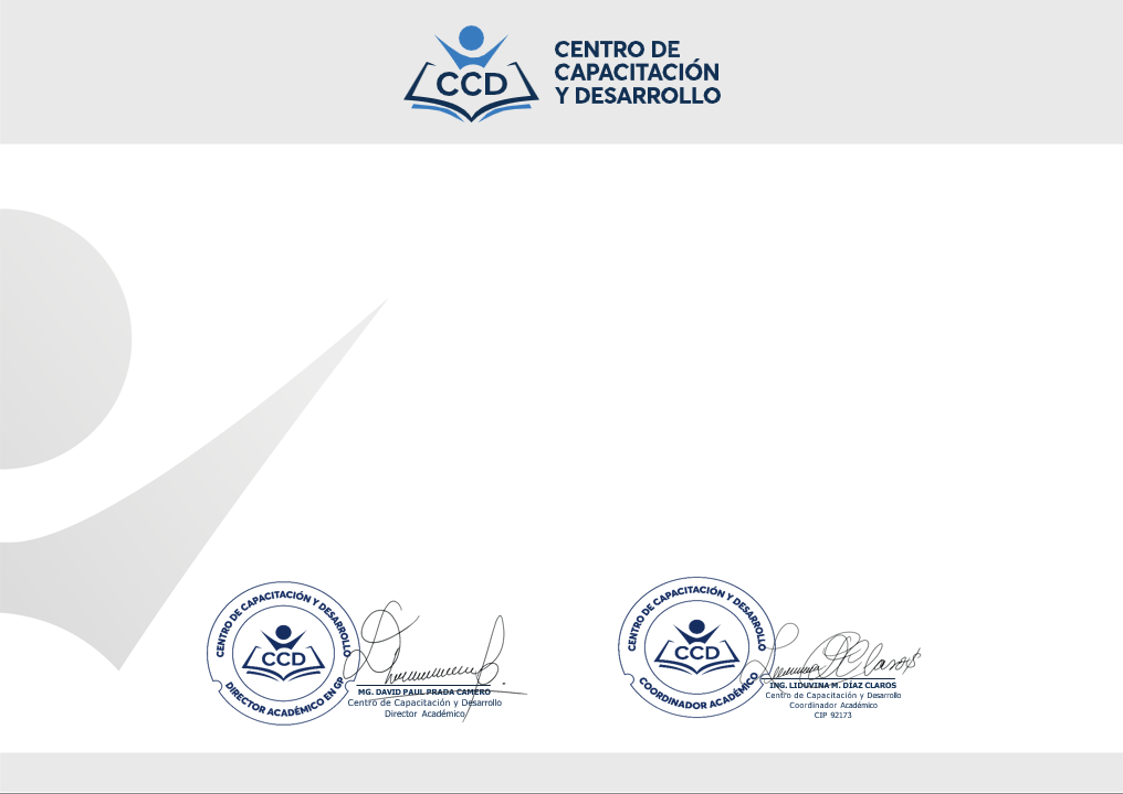 CCD
CENTRO DE
CAPACITACIÓN
Y DESARROLLO
CENTRO DE CAPACITACIÓN Y DESARROLLO
CCD
DIRECTOR ACADÉMICO EN GP
MG. DAVID PAUL PRADA CAMERO
Centro de Capacitación y Desarrollo
Director Académico
CENTRO DE CAPACITACIÓN Y DESARROLLO
CCD
COORDINADOR ACADÉMICO
ING. LIDUVINA M. DÍAZ CLAROS
Centro de Capacitación y Desarrollo
Coordinador Académico
CIP 92173